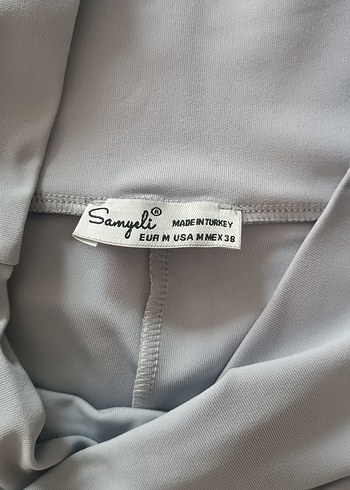 Samyeli® MADE IN TURKEY
EUR M USA M MEX 38